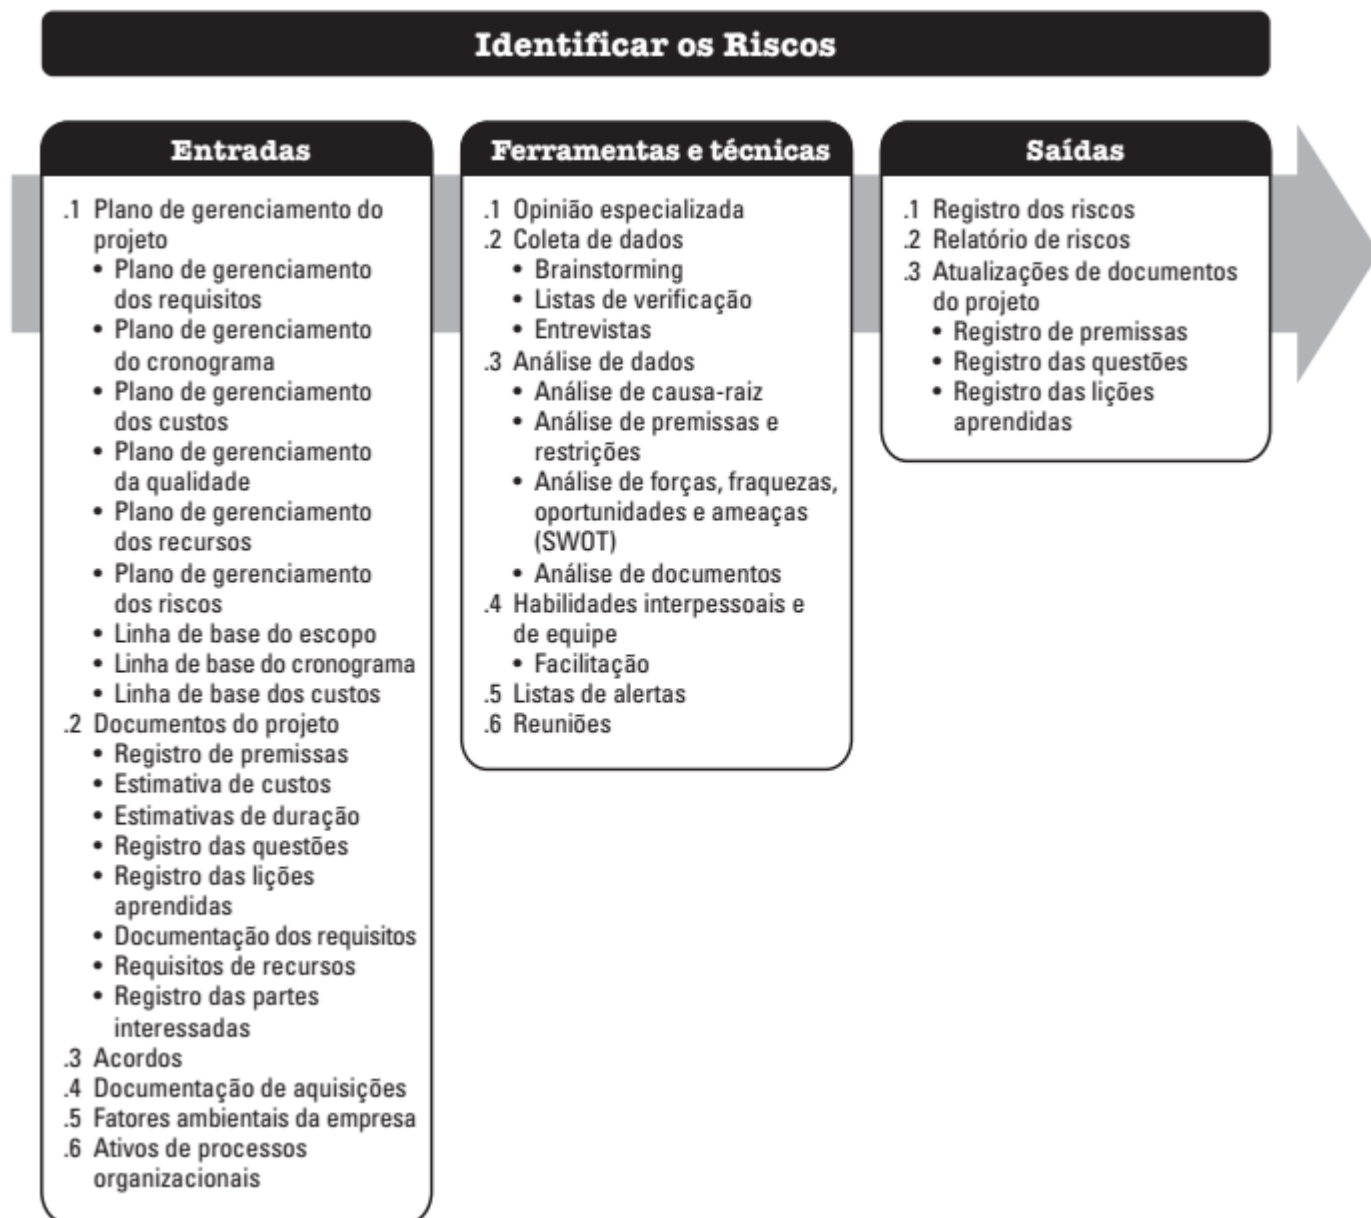 Identificar os Riscos
Entradas
.1 Plano de gerenciamento do
projeto
• Plano de gerenciamento
dos requisitos
• Plano de gerenciamento
do cronograma
• Plano de gerenciamento
dos custos
• Plano de gerenciamento
da qualidade
• Plano de gerenciamento
dos recursos
• Plano de gerenciamento
dos riscos
• Linha de base do escopo
• Linha de base do cronograma
• Linha de base dos custos
.2 Documentos do projeto
• Registro de premissas
• Estimativa de custos
• Estimativas de duração
• Registro das questões
• Registro das lições
aprendidas
• Documentação dos requisitos
• Requisitos de recursos
• Registro das partes
interessadas
.3 Acordos
.4 Documentação de aquisições
.5 Fatores ambientais da empresa
.6 Ativos de processos
organizacionais
Ferramentas e técnicas
.1 Opinião especializada
.2 Coleta de dados
• Brainstorming
• Listas de verificação
• Entrevistas
.3 Análise de dados
• Análise de causa-raiz
• Análise de premissas e
restrições
• Análise de forças, fraquezas,
oportunidades e ameaças
(SWOT)
• Análise de documentos
.4 Habilidades interpessoais e
de equipe
• Facilitação
.5 Listas de alertas
.6 Reuniões
Saídas
.1 Registro dos riscos
.2 Relatório de riscos
.3 Atualizações de documentos
do projeto
• Registro de premissas
• Registro das questões
• Registro das lições
aprendidas